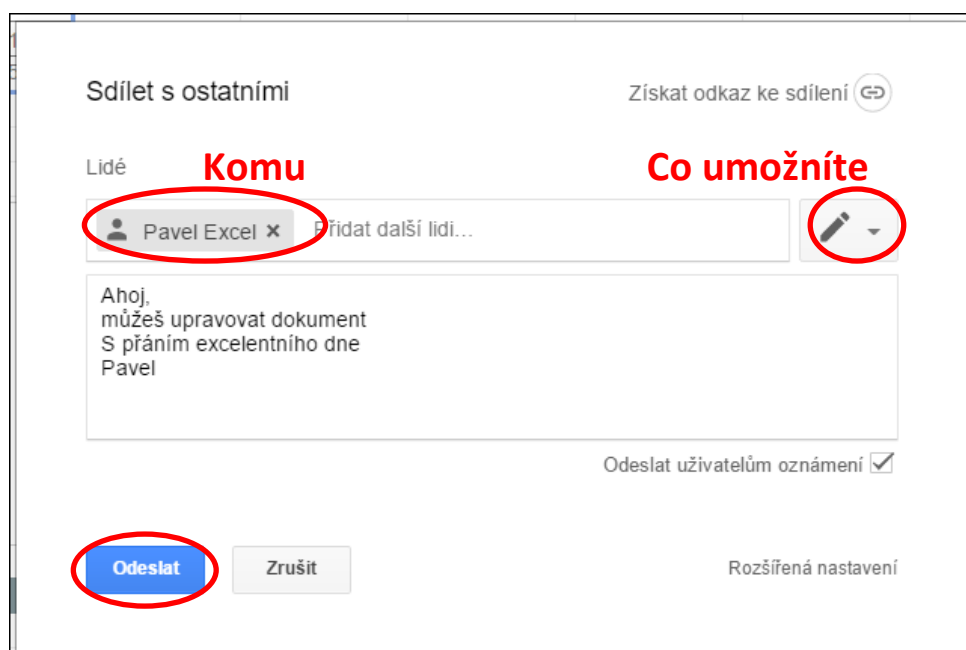 Sdílet s ostatními
Získat odkaz ke sdílení
Lidé
Komu
Co umožníte
Pavel Excel ×
Přidat další lidi...
Ahoj,
můžeš upravovat dokument
S přáním excelentního dne
Pavel
Odeslat uživatelům oznámení
Odeslat
Zrušit
Rozšířená nastavení